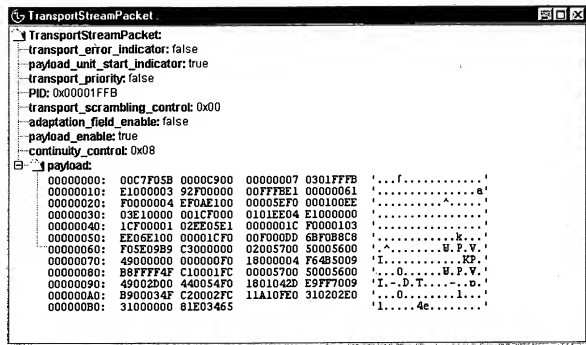 TransportStreamPacket
TransportStreamPacket:
transport_error_indicator: false
payload_unit_start_indicator: true
transport_priority: false
PID: 0x00001FFB
transport_scrambling_control: 0x00
adaptation_field_enable: false
payload_enable: true
continuity_control: 0x08
payload:
00000000: 00C7F05B 0000C900 00000007 0301FFFB
00000010: E1000003 92F00000 00FFFBE1 00000061 a
00000020: F0000004 EF0AE100 00005EF0 000100EE ^
00000030: 03E10000 001CF000 0101EE04 E1000000
00000040: 1CF00001 02EE05E1 0000001C F0000103
00000050: EE06E100 00001CF0 00F000DD 6BF0B8C8
00000060: F05E09B9 C3000000 02005700 50005600
00000070: 49000000 00000F00 18000004 F64B5009
00000080: B8FFFF4F C10001FC 00005700 50005600
00000090: 49002D00 440054F0 1801042D E9FF7009
000000A0: B900034F C20002FC 11A10FE0 310202E0
000000B0: 31000000 81E03465